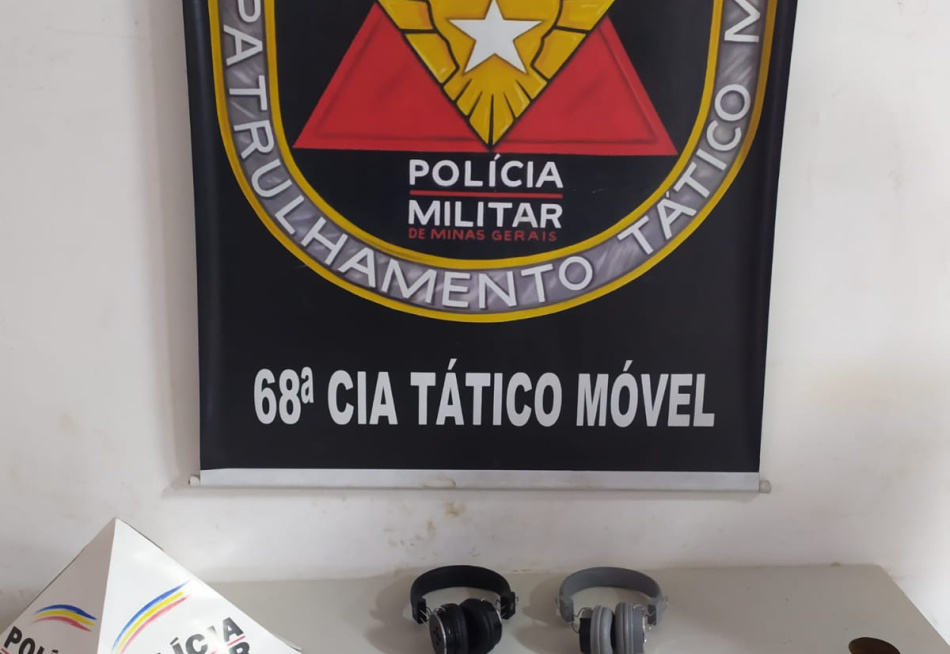 PATRULHAMENTO TÁTICO M
POLÍCIA
MILITAR
DE MINAS GERAIS
68ª CIA TÁTICO MÓVEL